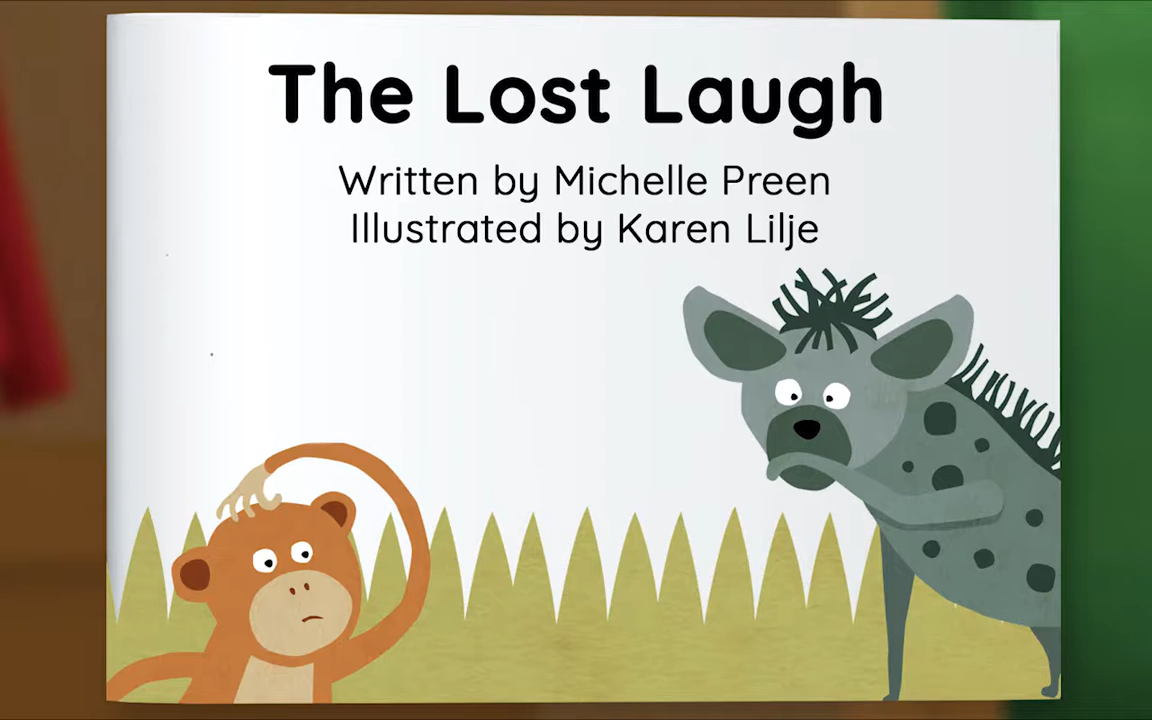 The Lost Laugh
Written by Michelle Preen
Illustrated by Karen Lilje